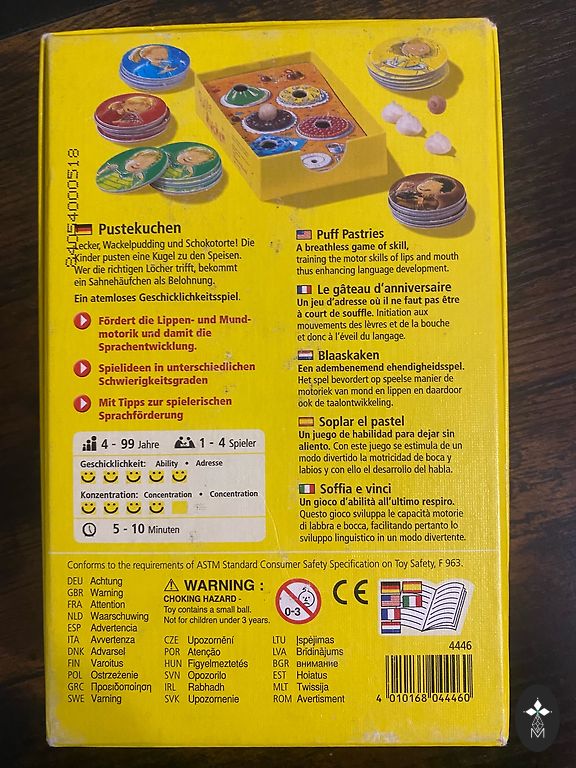 24054000518
Pustekuchen
Lecker, Wackelpudding und Schokotorte! Die
Kinder pusten eine Kugel zu den Speisen.
Wer die richtigen Löcher trifft, bekommt
ein Sahnehäufchen als Belohnung.
Ein atemloses Geschicklichkeitsspiel.
Fördert die Lippen- und Mund-
motorik und damit die
Sprachentwicklung.
Spielideen in unterschiedlichen
Schwierigkeitsgraden
Mit Tipps zur spielerischen
Sprachförderung
4 - 99 Jahre
1 - 4 Spieler
Geschicklichkeit: Ability • Adresse
Konzentration: Concentration • Concentration
5 - 10 Minuten
Puff Pastries
A breathless game of skill,
training the motor skills of lips and mouth
thus enhancing language development.
Le gâteau d'anniversaire
Un jeu d'adresse où il ne faut pas être
à court de souffle. Initiation aux
mouvements des lèvres et de la bouche
et donc à l'éveil du langage.
Blaaskaken
Een adembenemend ehendigheidsspel.
Het spel bevordert op speelse manier de
motoriek van mond en lippen en daardoor
ook de taalontwikkeling.
Soplar el pastel
Un juego de habilidad para dejar sin
aliento. Con este juego se estimula de un
modo divertido la motricidad de boca y
labios y con ello el desarrollo del habla.
Soffia e vinci
Un gioco d'abilità all'ultimo respiro.
Questo gioco sviluppa le capacità motorie
di labbra e bocca, facilitando pertanto lo
sviluppo linguistico in un modo divertente.
Conforms to the requirements of ASTM Standard Consumer Safety Specification on Toy Safety, F 963.
DEU Achtung
GBR Warning
FRA Attention
NLD Waarschuwing
ESP Advertencia
ITA Avvertenza
DNK Advarsel
FIN Varoitus
POL Ostrzeżenie
GRC Προειδοποίηση
SWE Varning
WARNING :
CHOKING HAZARD -
Toy contains a small ball.
Not for children under 3 years.
CZE Upozornění
POR Atenção
HUN Figyelmeztetés
SVN Opozorilo
IRL Rabhadh
SVK Upozornenie
0-3
CE
LTU Įspėjimas
LVA Brīdinājums
BGR внимание
EST Hoiatus
MLT Twissija
ROM Avertisment
4446
4 010168 044460
M